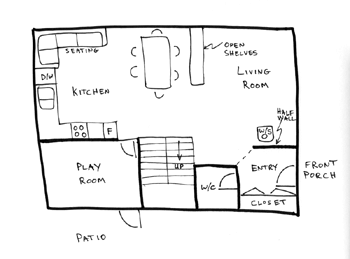 SEATING
OPEN
SHELVES
D/W
KITCHEN
LIVING
ROOM
HALF
WALL
W/S
F
PLAY
ROOM
UP
W/C
ENTRY
FRONT
PORCH
CLOSET
PATIO